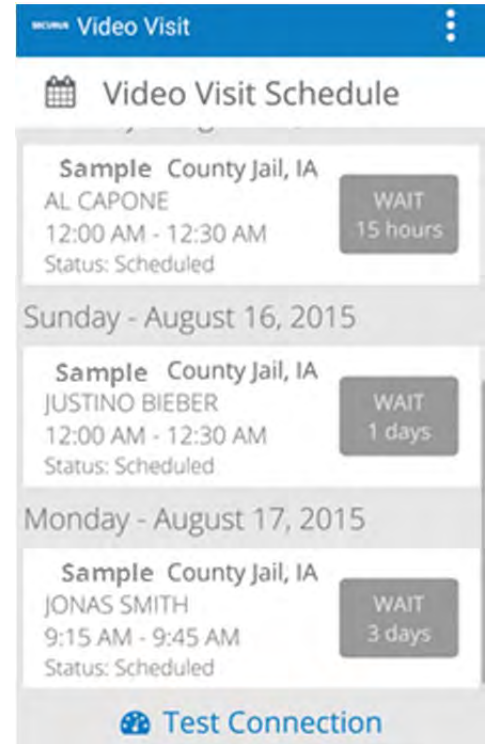 SECURUS Video Visit
Video Visit Schedule
Sample County Jail, IA
AL CAPONE
12:00 AM - 12:30 AM
Status: Scheduled
WAIT
15 hours
Sunday - August 16, 2015
Sample County Jail, IA
JUSTINO BIEBER
12:00 AM - 12:30 AM
Status: Scheduled
WAIT
1 days
Monday - August 17, 2015
Sample County Jail, IA
JONAS SMITH
9:15 AM - 9:45 AM
Status: Scheduled
WAIT
3 days
Test Connection